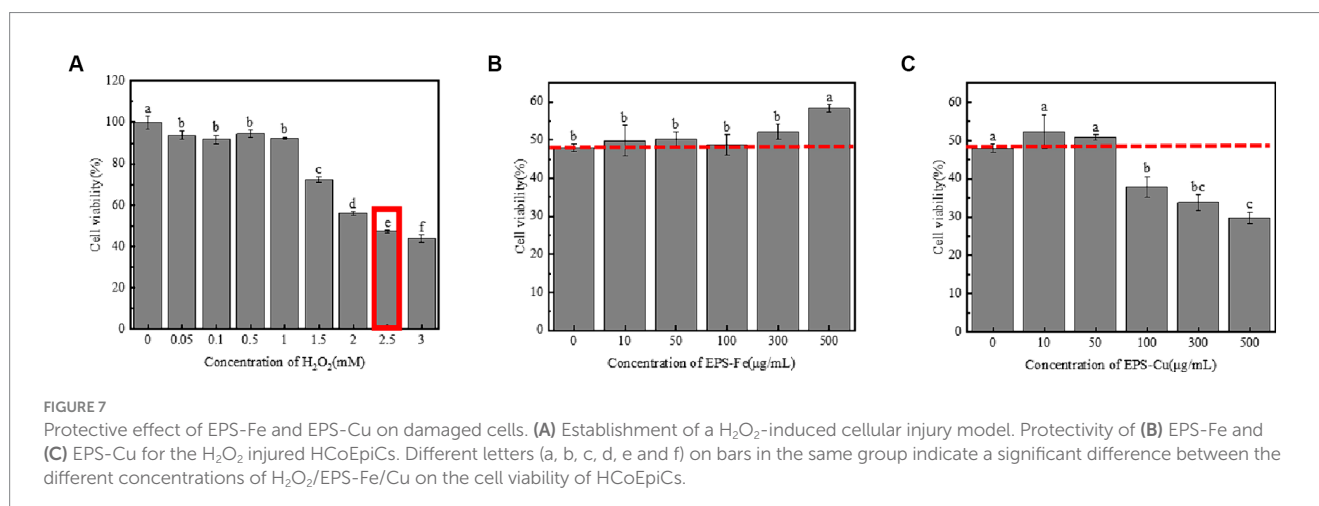 A
B
C
120
100
80
60
40
20
0
Cell viability(%)
a
b
b
b
b
c
d
e
f
0 0.05 0.1 0.5 1 1.5 2 2.5 3
Concentration of H₂O₂(mM)
60
50
40
30
20
10
0
Cell viability(%)
b
b
b
b
b
a
0 10 50 100 300 500
Concentration of EPS-Fe(μg/mL)
60
50
40
30
20
10
0
Cell viability(%)
a
a
a
b
bc
c
0 10 50 100 300 500
Concentration of EPS-Cu(μg/mL)
FIGURE 7
Protective effect of EPS-Fe and EPS-Cu on damaged cells. (A) Establishment of a H₂O₂-induced cellular injury model. Protectivity of (B) EPS-Fe and
(C) EPS-Cu for the H₂O₂ injured HCoEpiCs. Different letters (a, b, c, d, e and f) on bars in the same group indicate a significant difference between the
different concentrations of H₂O₂/EPS-Fe/Cu on the cell viability of HCoEpiCs.